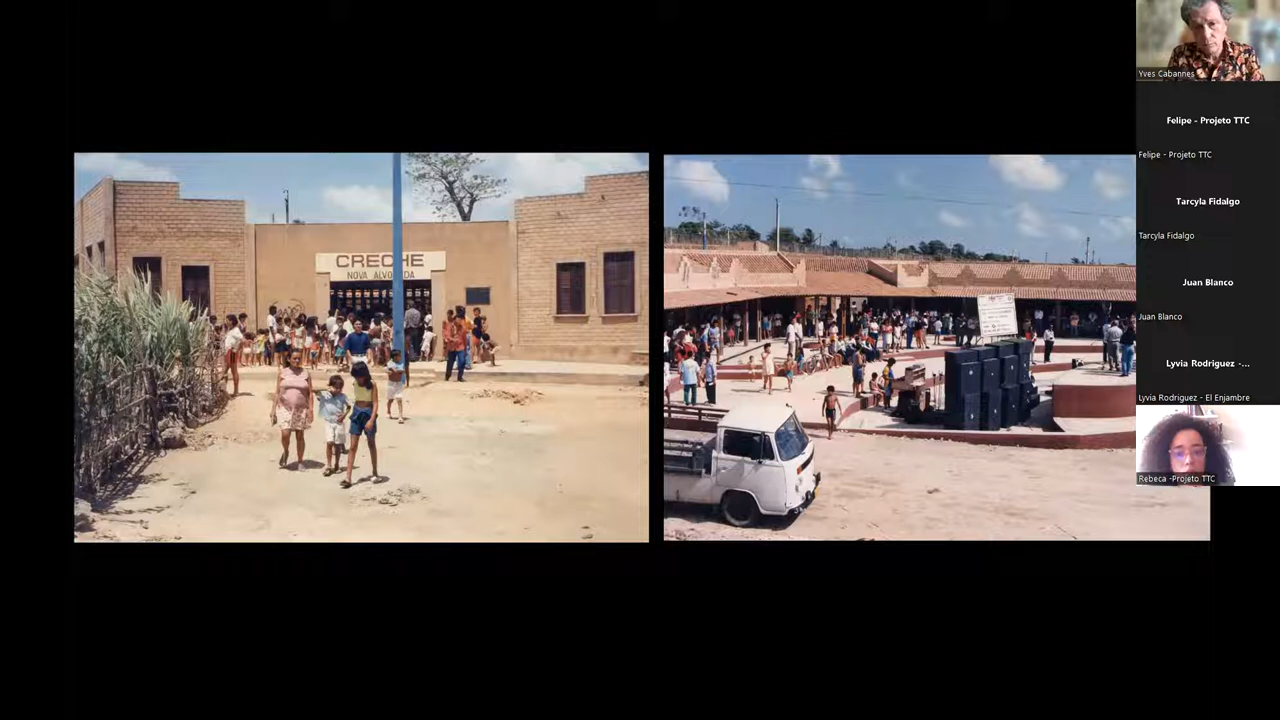 CRECHE
NOVA ALVORADA
Yves Cabannes
Felipe - Projeto TTC
Felipe - Projeto TTC
Tarcyla Fidalgo
Tarcyla Fidalgo
Juan Blanco
Juan Blanco
Lyvia Rodriguez -...
Lyvia Rodriguez - El Enjambre
Rebeca -Projeto TTC